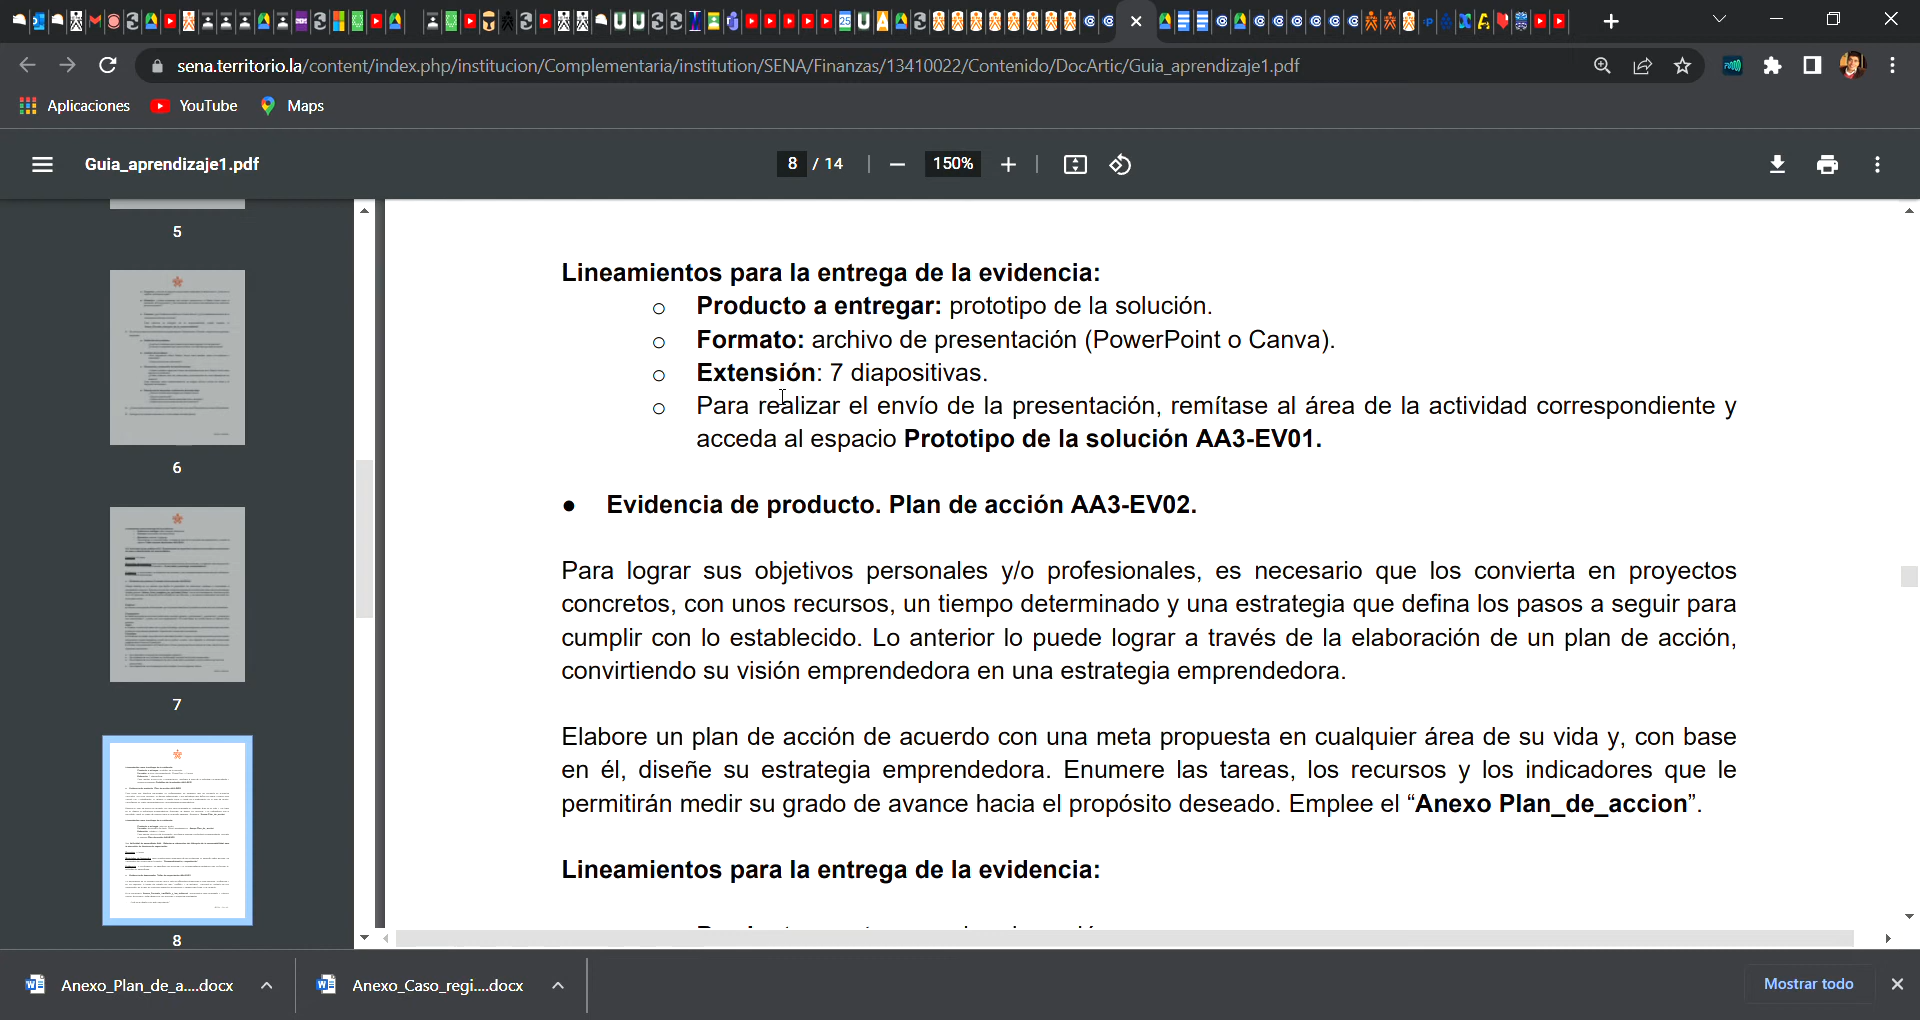 sena.territorio.la/content/index.php/institucion/Complementaria/institution/SENA/Finanzas/13410022/Contenido/DocArtic/Guia_aprendizaje1.pdf
Aplicaciones YouTube Maps
Guia_aprendizaje1.pdf 8 / 14 150%
5
6
7
8
Lineamientos para la entrega de la evidencia:
o Producto a entregar: prototipo de la solución.
o Formato: archivo de presentación (PowerPoint o Canva).
o Extensión: 7 diapositivas.
o Para realizar el envío de la presentación, remítase al área de la actividad correspondiente y
acceda al espacio Prototipo de la solución AA3-EV01.
● Evidencia de producto. Plan de acción AA3-EV02.
Para lograr sus objetivos personales y/o profesionales, es necesario que los convierta en proyectos
concretos, con unos recursos, un tiempo determinado y una estrategia que defina los pasos a seguir para
cumplir con lo establecido. Lo anterior lo puede lograr a través de la elaboración de un plan de acción,
convirtiendo su visión emprendedora en una estrategia emprendedora.
Elabore un plan de acción de acuerdo con una meta propuesta en cualquier área de su vida y, con base
en él, diseñe su estrategia emprendedora. Enumere las tareas, los recursos y los indicadores que le
permitirán medir su grado de avance hacia el propósito deseado. Emplee el “Anexo Plan_de_accion”.
Lineamientos para la entrega de la evidencia:
Anexo_Plan_de_a....docx Anexo_Caso_regi....docx Mostrar todo